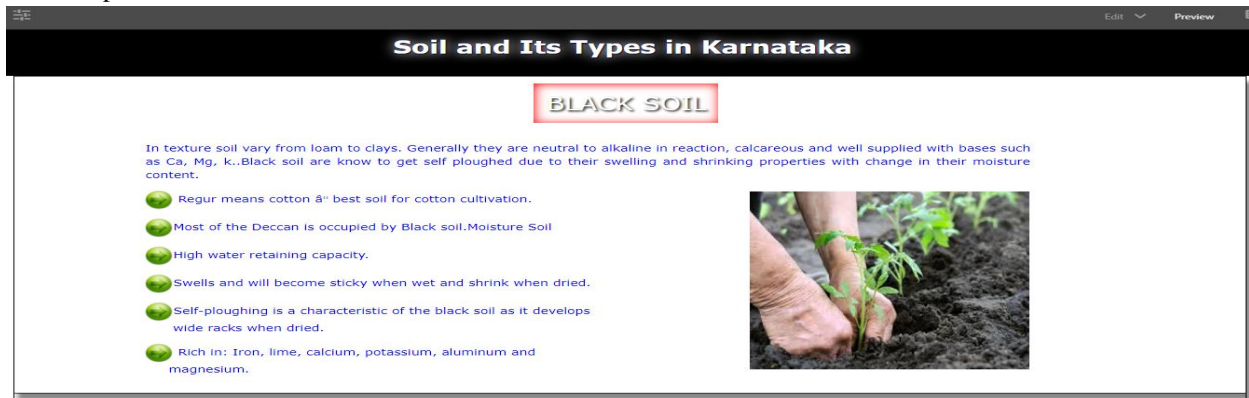 Edit Preview
Soil and Its Types in Karnataka
BLACK SOIL
In texture soil vary from loam to clays. Generally they are neutral to alkaline in reaction, calcareous and well supplied with bases such
as Ca, Mg, k..Black soil are know to get self ploughed due to their swelling and shrinking properties with change in their moisture
content.
Regur means cotton â“ best soil for cotton cultivation.
Most of the Deccan is occupied by Black soil.Moisture Soil
High water retaining capacity.
Swells and will become sticky when wet and shrink when dried.
Self-ploughing is a characteristic of the black soil as it develops
wide racks when dried.
Rich in: Iron, lime, calcium, potassium, aluminum and
magnesium.